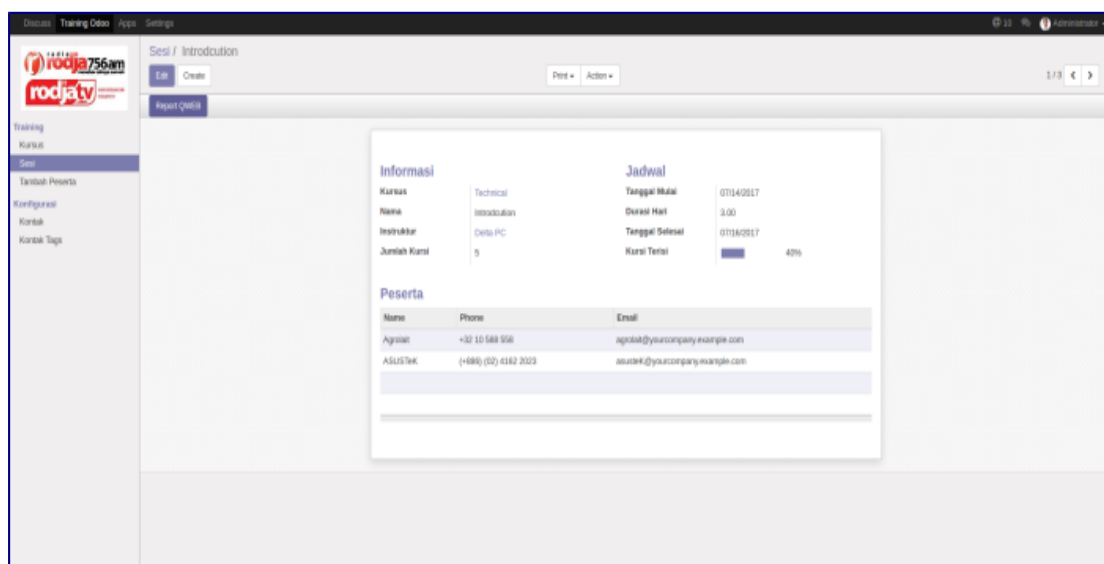 Discuss Training Odoo Apps Settings @ 10 Administrator
radio
rodja 756am
rodja tv
Sesi / Introdcution
Edit Create Print Action 1 / 3
Report QWEB
Training
Kursus
Sesi
Tambah Peserta
Konfigurasi
Kontak
Kontak Tags
Informasi Jadwal
Kursus Technical Tanggal Mulai 07/14/2017
Nama Introdcution Durasi Hari 3.00
Instruktur Delta PC Tanggal Selesai 07/16/2017
Jumlah Kursi 5 Kursi Terisi 40%
Peserta
Name Phone Email
Agrolait +32 10 588 558 agrolait@yourcompany.example.com
ASUSTeK (+886) (02) 4162 2023 asusteK@yourcompany.example.com